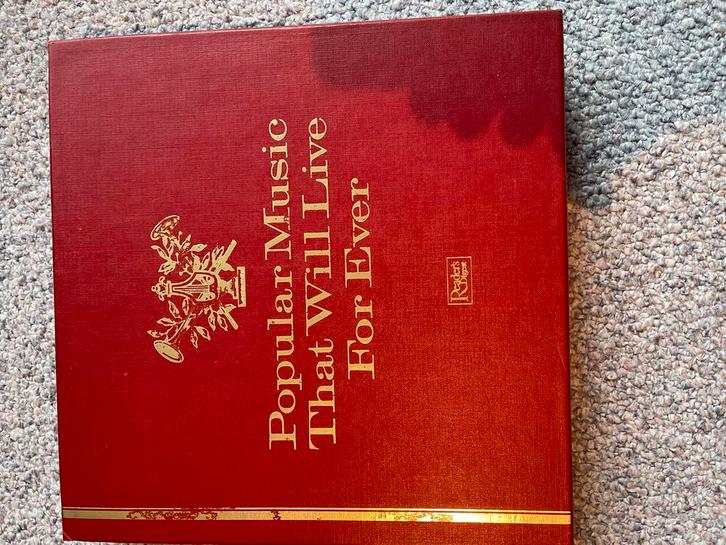 Popular Music
That Will Live
For Ever
Reader's
Digest